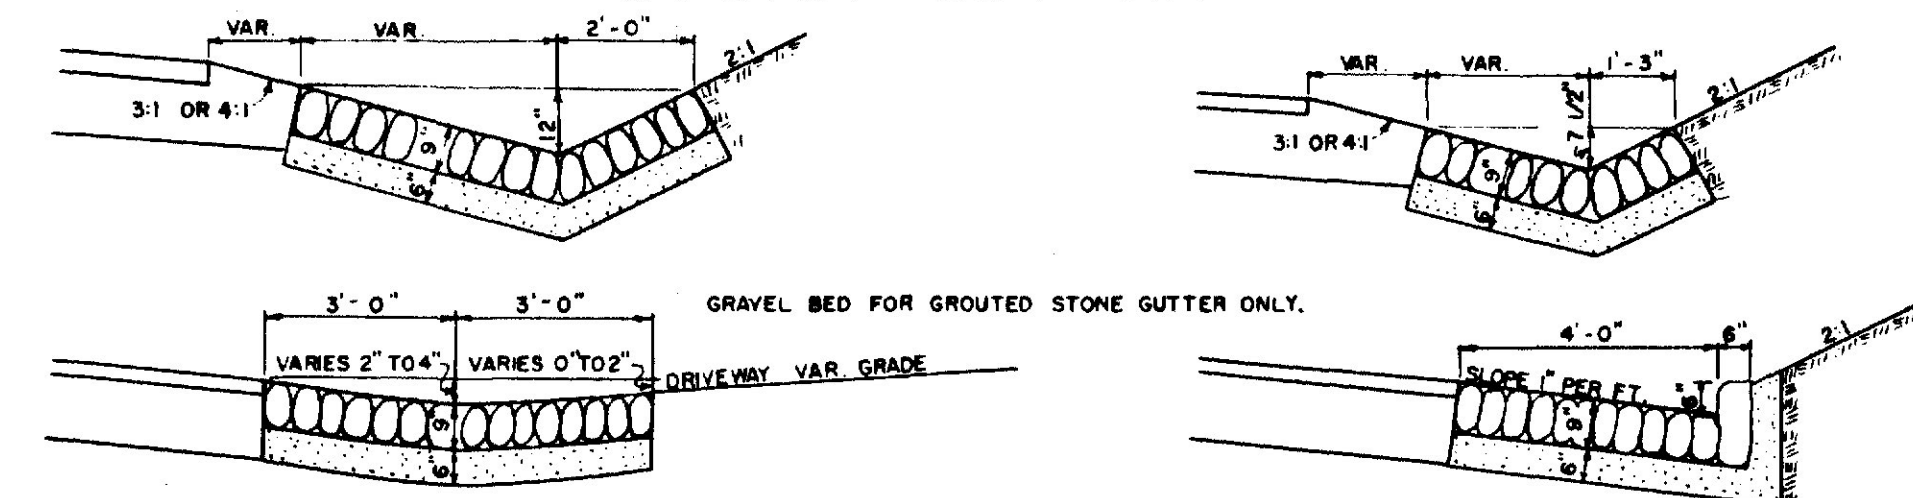 VAR. VAR. 2'-0"
2:1
3:1 OR 4:1
12"
9"
6"
VAR. VAR. 1'-3"
2:1
7 1/2"
3:1 OR 4:1
9"
6"
GRAVEL BED FOR GROUTED STONE GUTTER ONLY.
3'-0" 3'-0"
VARIES 2" TO 4" VARIES 0" TO 2"
DRIVEWAY VAR. GRADE
9"
6"
4'-0" 6"
2:1
SLOPE 1" PER FT.
6"
9"
6"